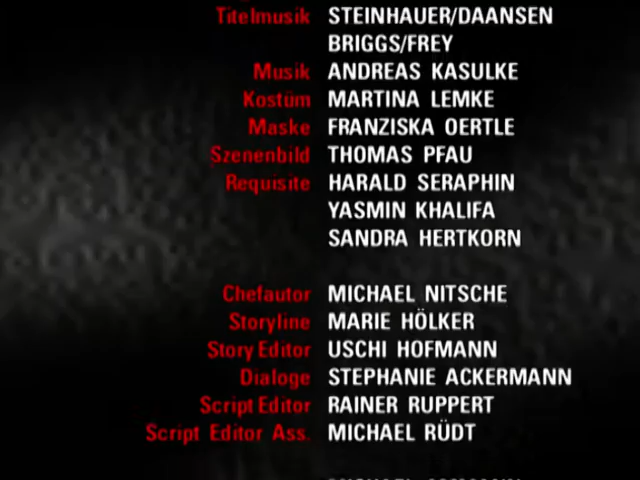 Titelmusik STEINHAUER/DAANSEN
BRIGGS/FREY
Musik ANDREAS KASULKE
Kostüm MARTINA LEMKE
Maske FRANZISKA OERTLE
Szenenbild THOMAS PFAU
Requisite HARALD SERAPHIN
YASMIN KHALIFA
SANDRA HERTKORN
Chefautor MICHAEL NITSCHE
Storyline MARIE HÖLKER
Story Editor USCHI HOFMANN
Dialoge STEPHANIE ACKERMANN
Script Editor RAINER RUPPERT
Script Editor Ass. MICHAEL RÜDT